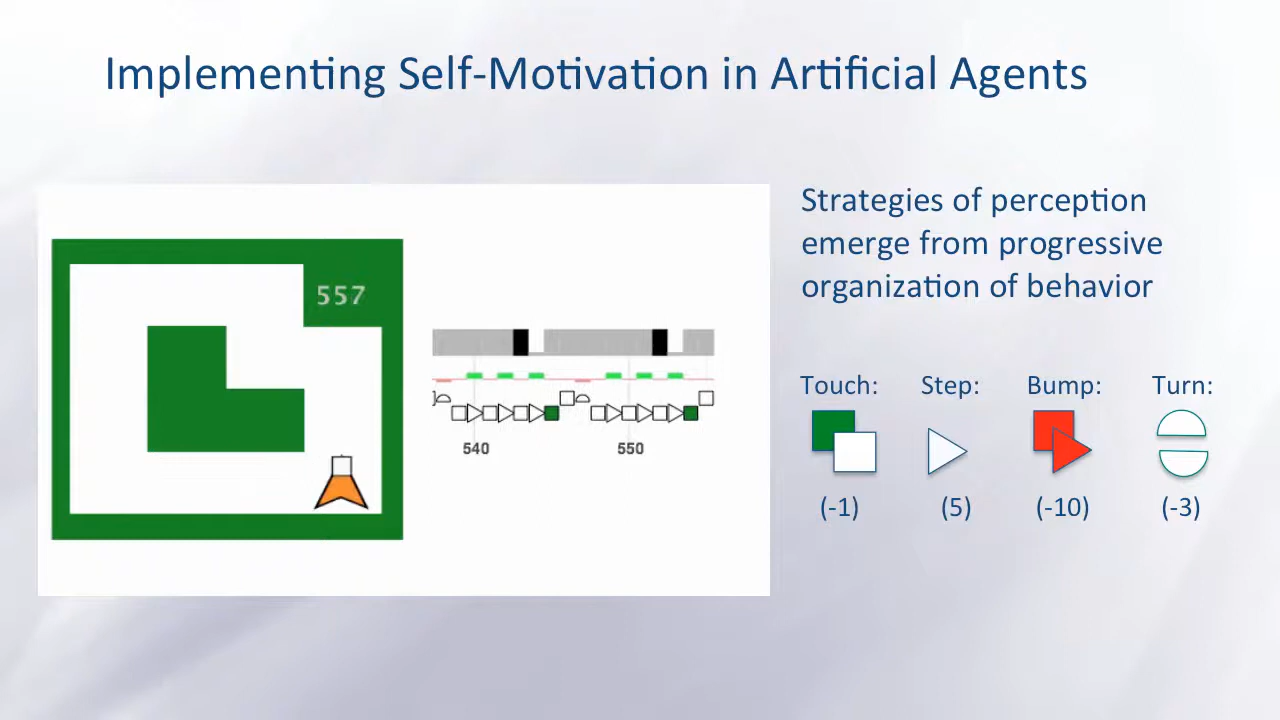 Implementing Self-Motivation in Artificial Agents
Strategies of perception
emerge from progressive
organization of behavior
557
540 550
Touch: Step: Bump: Turn:
(-1) (5) (-10) (-3)